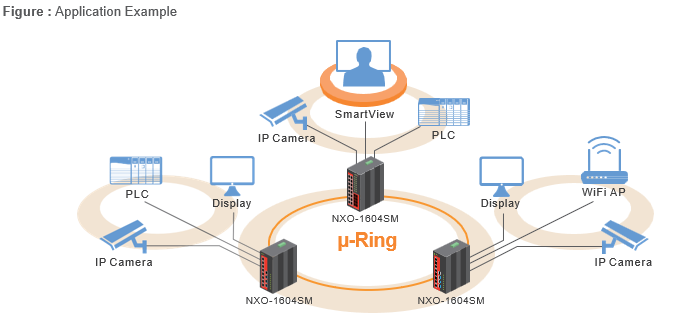 Figure : Application Example
SmartView
IP Camera
PLC
PLC
Display
Display
WiFi AP
NXO-1604SM
μ-Ring
IP Camera
IP Camera
NXO-1604SM
NXO-1604SM